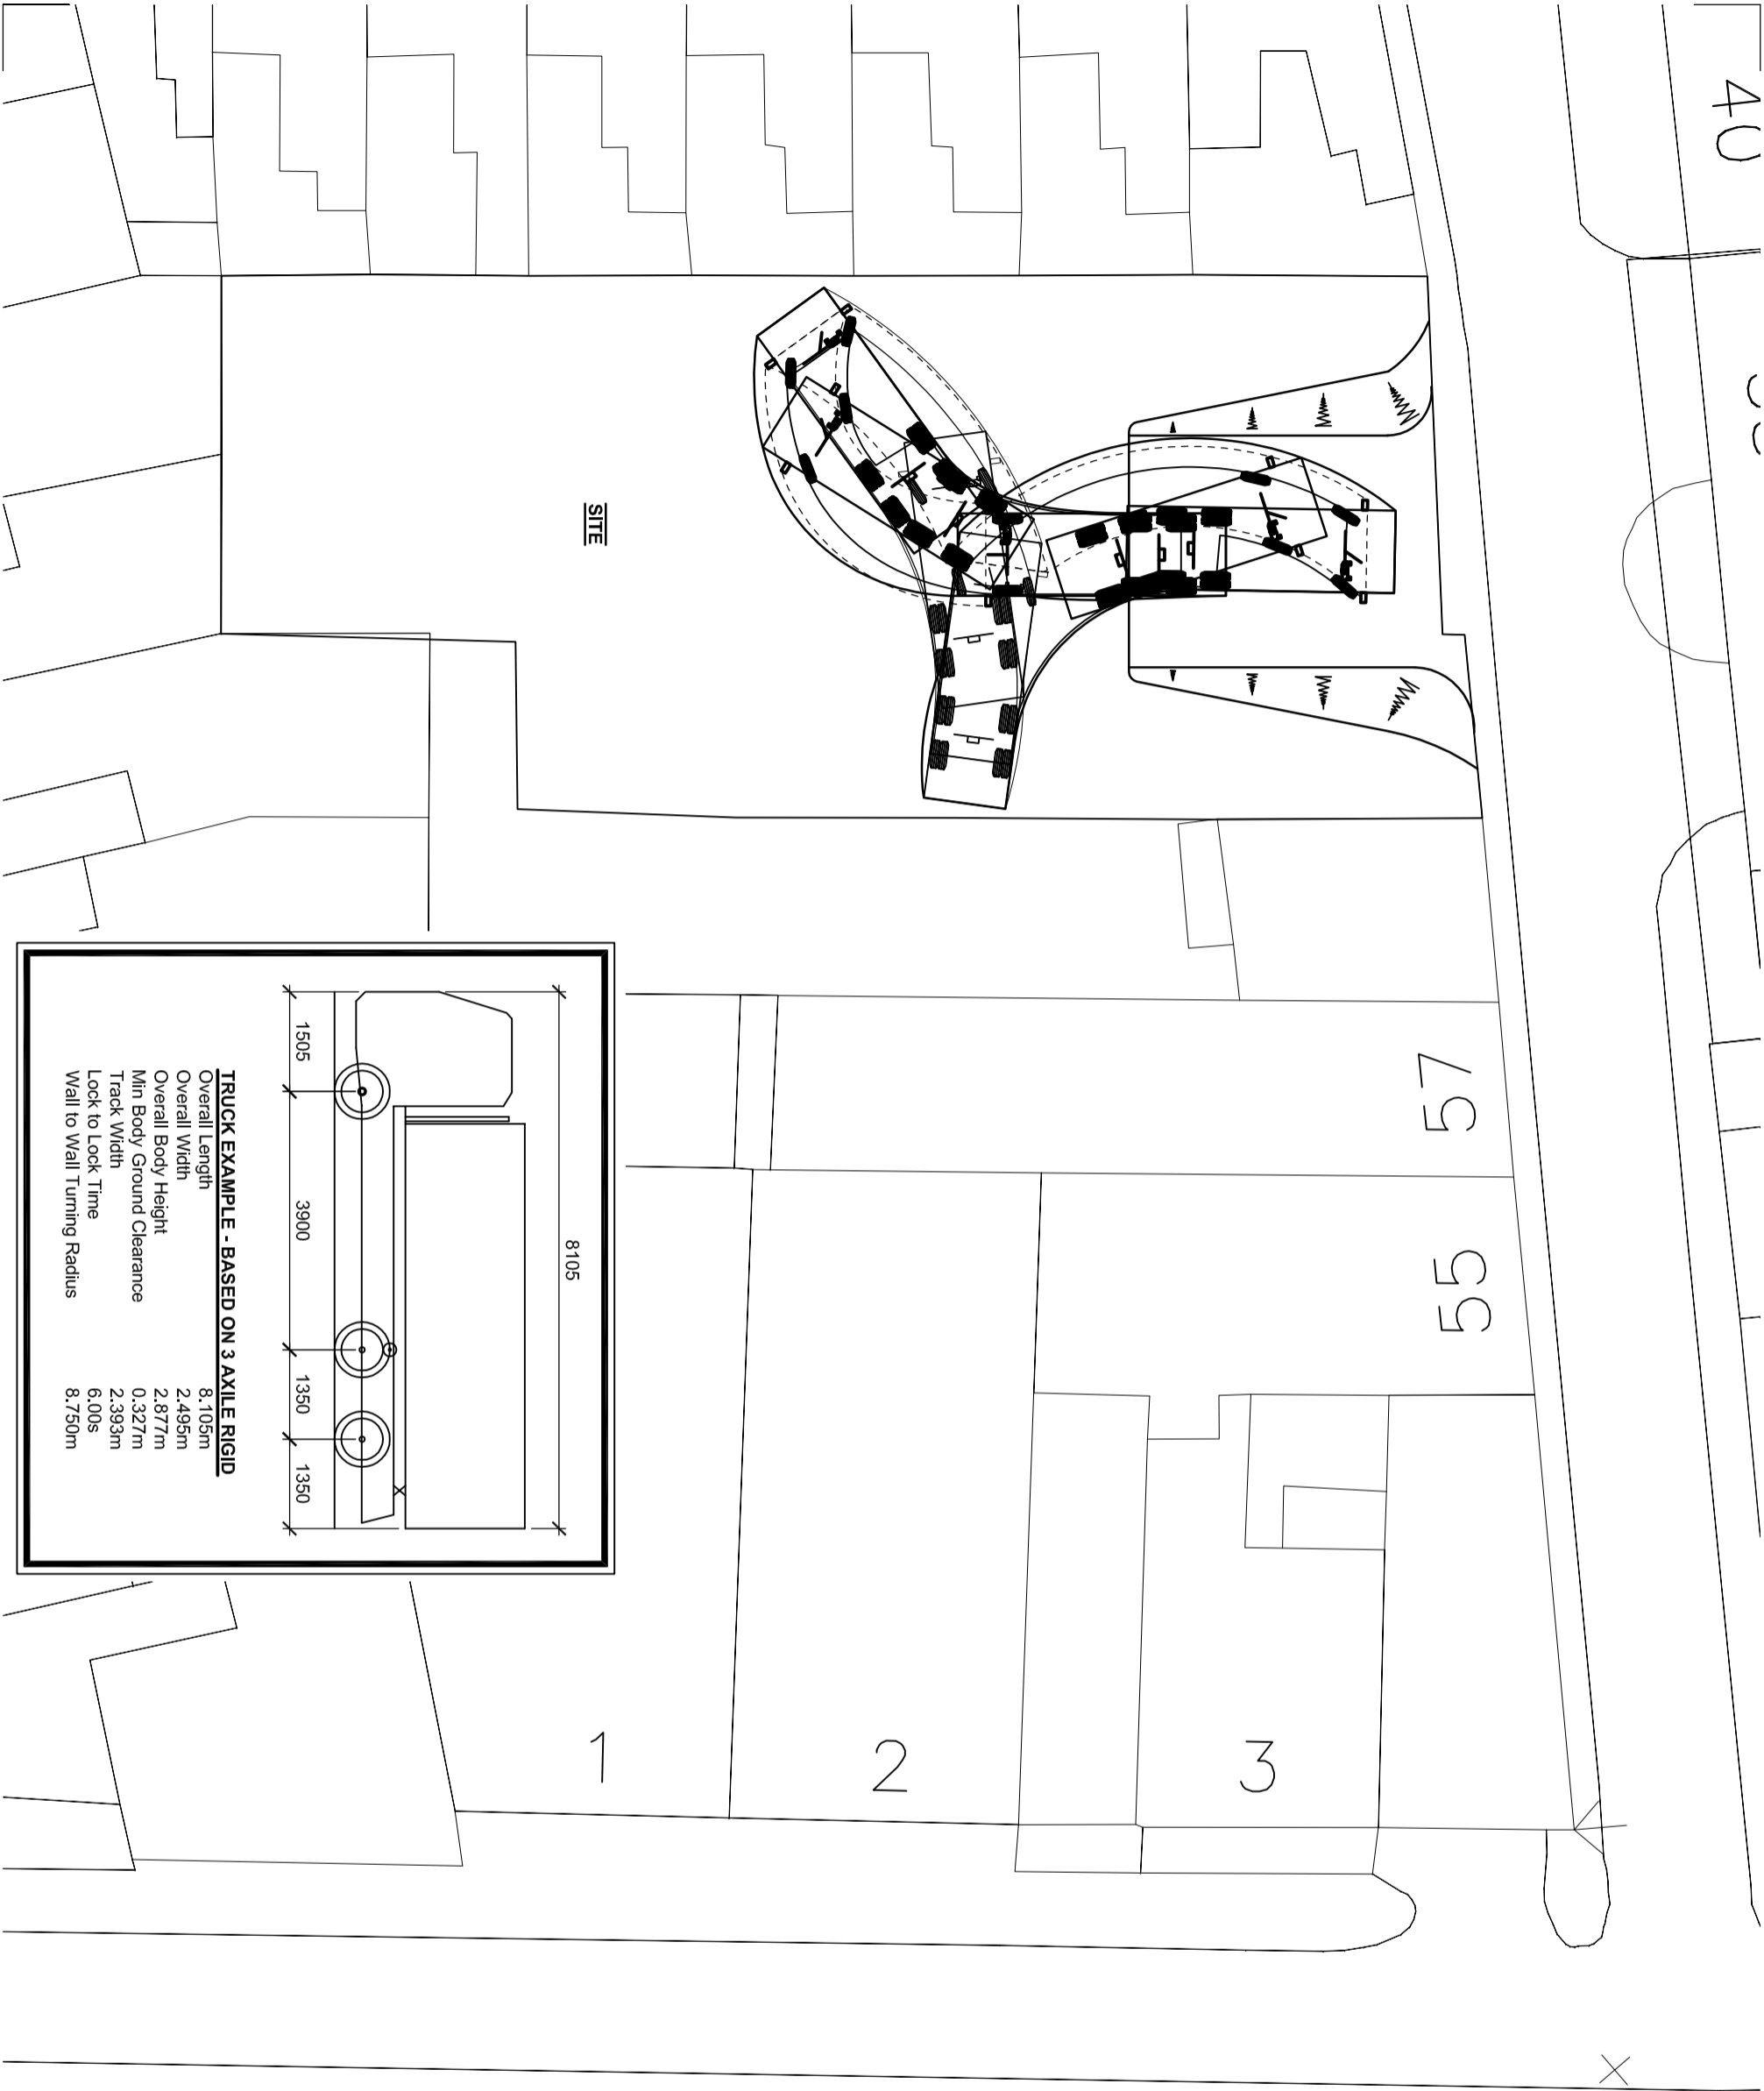 40
SITE
57
55
8105
1505 3900 1350 1350
TRUCK EXAMPLE - BASED ON 3 AXILE RIGID
Overall Length 8.105m
Overall Width 2.495m
Overall Body Height 2.877m
Min Body Ground Clearance 0.327m
Track Width 2.393m
Lock to Lock Time 6.00s
Wall to Wall Turning Radius 8.750m
3
2
1